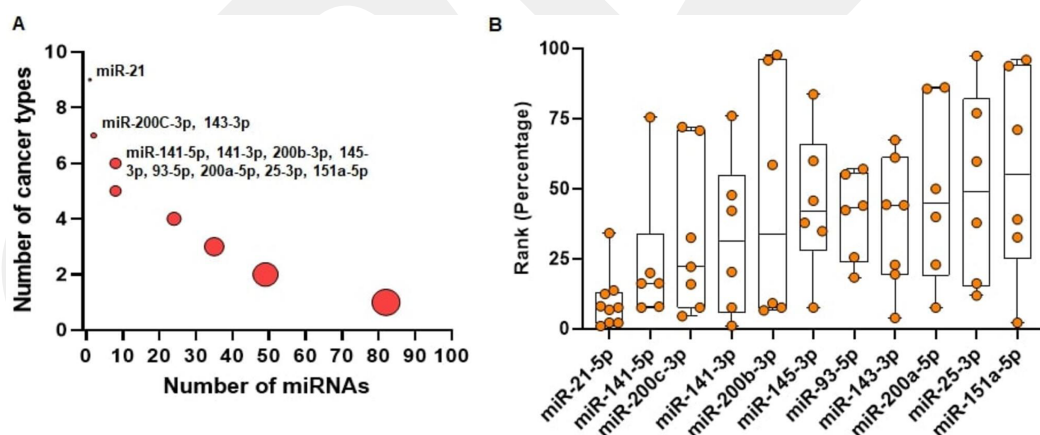 A
Number of cancer types
10
8
6
4
2
0
miR-21
miR-200C-3p, 143-3p
miR-141-5p, 141-3p, 200b-3p, 145-
3p, 93-5p, 200a-5p, 25-3p, 151a-5p
0 10 20 30 40 50 60 70 80 90 100
Number of miRNAs
B
Rank (Percentage)
100
75
50
25
0
miR-21-5p
miR-141-5p
miR-200c-3p
miR-141-3p
miR-200b-3p
miR-145-3p
miR-93-5p
miR-143-3p
miR-200a-5p
miR-25-3p
miR-151a-5p